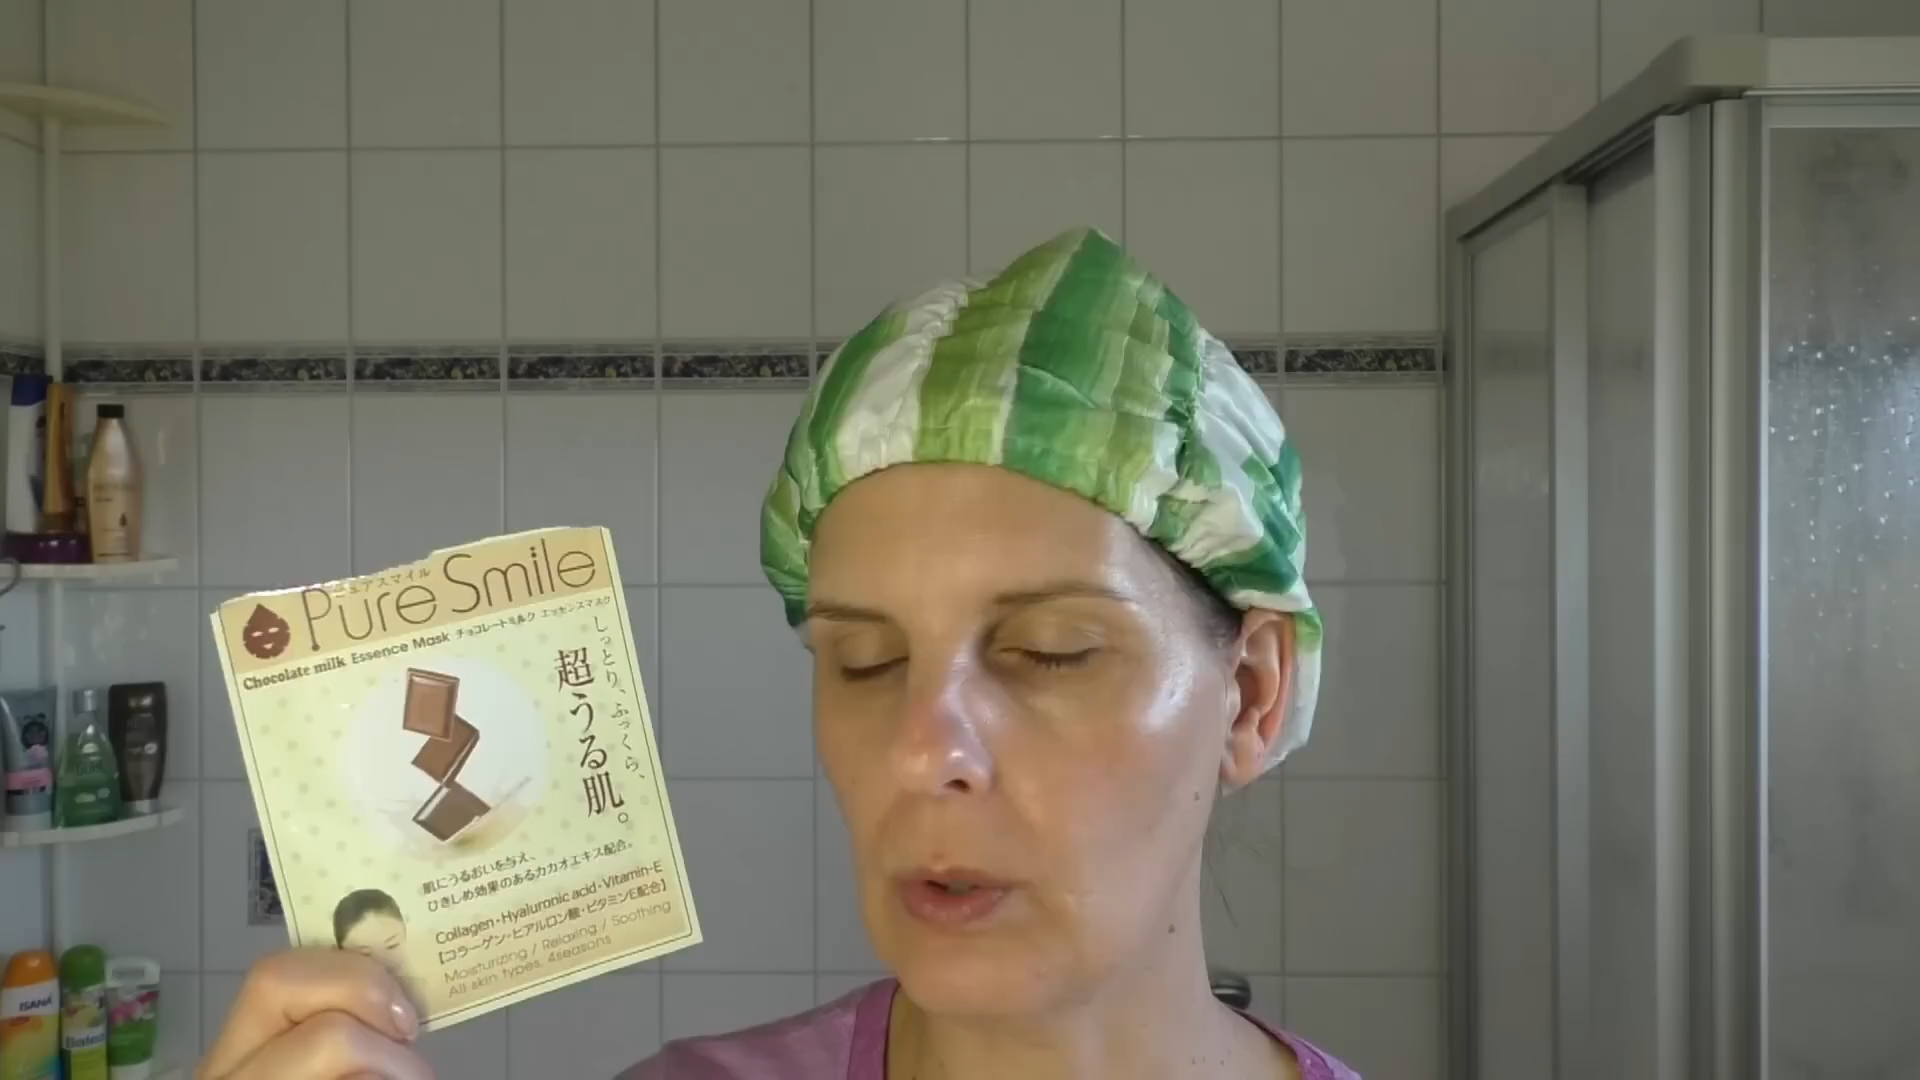 ピュアスマイル
Pure Smile
Chocolate milk Essence Mask チョコレートミルク エッセンスマスク
しっとり、ふっくら、
超うる肌。
肌にうるおいを与え、
ひきしめ効果のあるカカオエキス配合。
Collagen・Hyaluronic acid・Vitamin-E
【コラーゲン・ヒアルロン酸・ビタミンE配合】
Moisturizing / Relaxing / Soothing
All skin types, 4seasons
ISANA
Balea